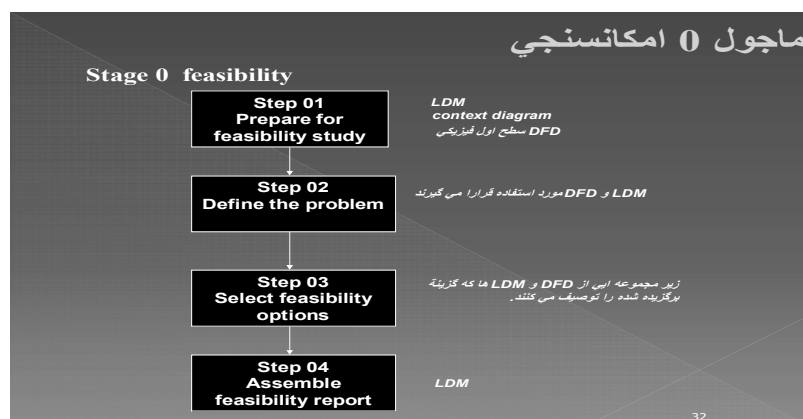 ماجول 0 امکانسنجي
Stage 0 feasibility
Step 01
Prepare for
feasibility study
LDM
context diagram
DFD سطح اول فيزيکي
Step 02
Define the problem
LDM و DFD مورد استفاده قرارا مي گيرند
Step 03
Select feasibility
options
زير مجموعه ايي از DFD و LDM ها که گزينة
برگزيده شده را توصيف مي کنند.
Step 04
Assemble
feasibility report
LDM
32